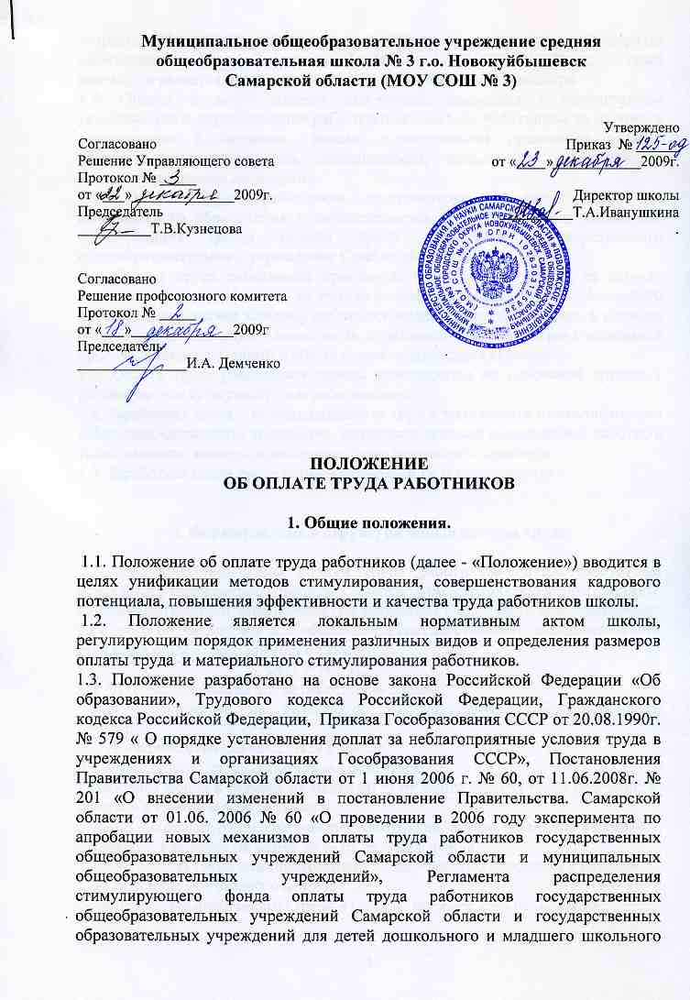 Муниципальное общеобразовательное учреждение средняя
общеобразовательная школа № 3 г.о. Новокуйбышевск
Самарской области (МОУ СОШ № 3)
Утверждено
Согласовано Приказ № 125-од
Решение Управляющего совета от «23» декабря 2009г.
Протокол № 3
от «22» декабря 2009г. Директор школы
Председатель Т.А.Иванушкина
Т.В.Кузнецова
Согласовано
Решение профсоюзного комитета
Протокол № 2
от «18» декабря 2009г
Председатель
И.А. Демченко
ПОЛОЖЕНИЕ
ОБ ОПЛАТЕ ТРУДА РАБОТНИКОВ
1. Общие положения.
1.1. Положение об оплате труда работников (далее - «Положение») вводится в
целях унификации методов стимулирования, совершенствования кадрового
потенциала, повышения эффективности и качества труда работников школы.
1.2. Положение является локальным нормативным актом школы,
регулирующим порядок применения различных видов и определения размеров
оплаты труда и материального стимулирования работников.
1.3. Положение разработано на основе закона Российской Федерации «Об
образовании», Трудового кодекса Российской Федерации, Гражданского
кодекса Российской Федерации, Приказа Гособразования СССР от 20.08.1990г.
№ 579 « О порядке установления доплат за неблагоприятные условия труда в
учреждениях и организациях Гособразования СССР», Постановления
Правительства Самарской области от 1 июня 2006 г. № 60, от 11.06.2008г. №
201 «О внесении изменений в постановление Правительства. Самарской
области от 01.06. 2006 № 60 «О проведении в 2006 году эксперимента по
апробации новых механизмов оплаты труда работников государственных
общеобразовательных учреждений Самарской области и муниципальных
общеобразовательных учреждений», Регламента распределения
стимулирующего фонда оплаты труда работников государственных
общеобразовательных учреждений Самарской области и государственных
образовательных учреждений для детей дошкольного и младшего школьного